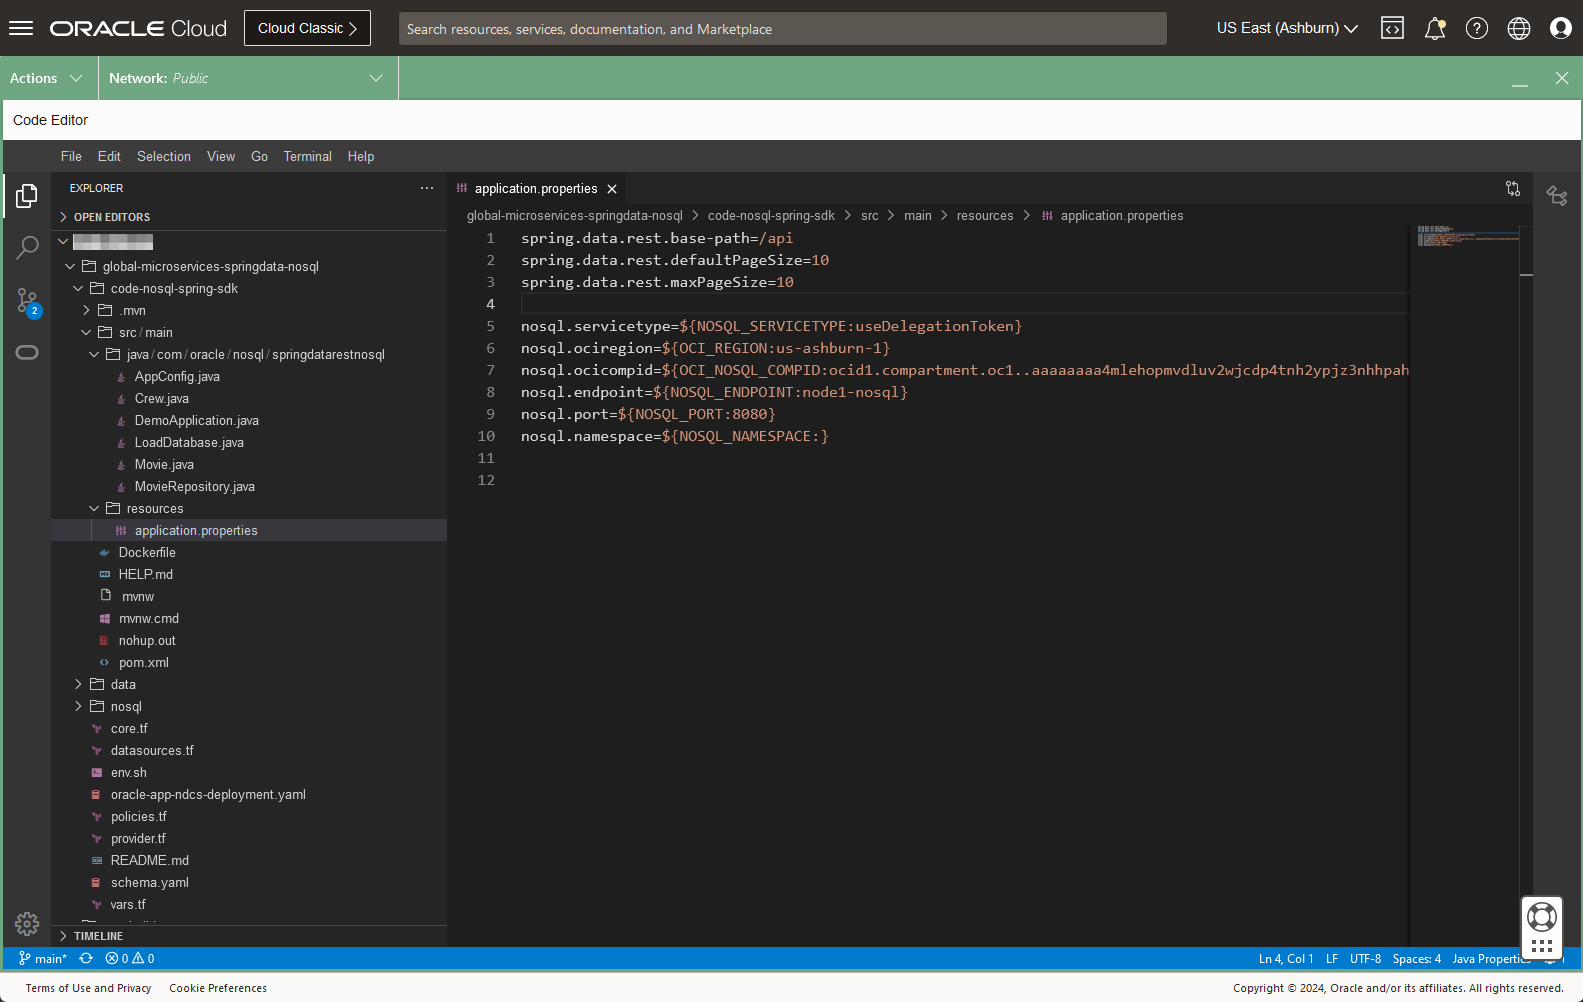 ORACLE Cloud
Cloud Classic
Search resources, services, documentation, and Marketplace
US East (Ashburn)
Actions
Network: Public
Code Editor
File Edit Selection View Go Terminal Help
EXPLORER
OPEN EDITORS
global-microservices-springdata-nosql
code-nosql-spring-sdk
.mvn
src/main
java/com/oracle/nosql/springdatarestnosql
AppConfig.java
Crew.java
DemoApplication.java
LoadDatabase.java
Movie.java
MovieRepository.java
resources
application.properties
Dockerfile
HELP.md
mvnw
mvnw.cmd
nohup.out
pom.xml
data
nosql
core.tf
datasources.tf
env.sh
oracle-app-ndcs-deployment.yaml
policies.tf
provider.tf
README.md
schema.yaml
vars.tf
TIMELINE
2
application.properties
global-microservices-springdata-nosql > code-nosql-spring-sdk > src > main > resources > application.properties
1 spring.data.rest.base-path=/api
2 spring.data.rest.defaultPageSize=10
3 spring.data.rest.maxPageSize=10
4
5 nosql.servicetype=${NOSQL_SERVICETYPE:useDelegationToken}
6 nosql.ociregion=${OCI_REGION:us-ashburn-1}
7 nosql.ocicompid=${OCI_NOSQL_COMPID:ocid1.compartment.oc1..aaaaaaaa4mlehopmvdluv2wjcdp4tnh2ypjz3nhhpah
8 nosql.endpoint=${NOSQL_ENDPOINT:node1-nosql}
9 nosql.port=${NOSQL_PORT:8080}
10 nosql.namespace=${NOSQL_NAMESPACE:}
11
12
main* 0 0
Ln 4, Col 1 LF UTF-8 Spaces: 4 Java Properties
Terms of Use and Privacy Cookie Preferences
Copyright © 2024, Oracle and/or its affiliates. All rights reserved.